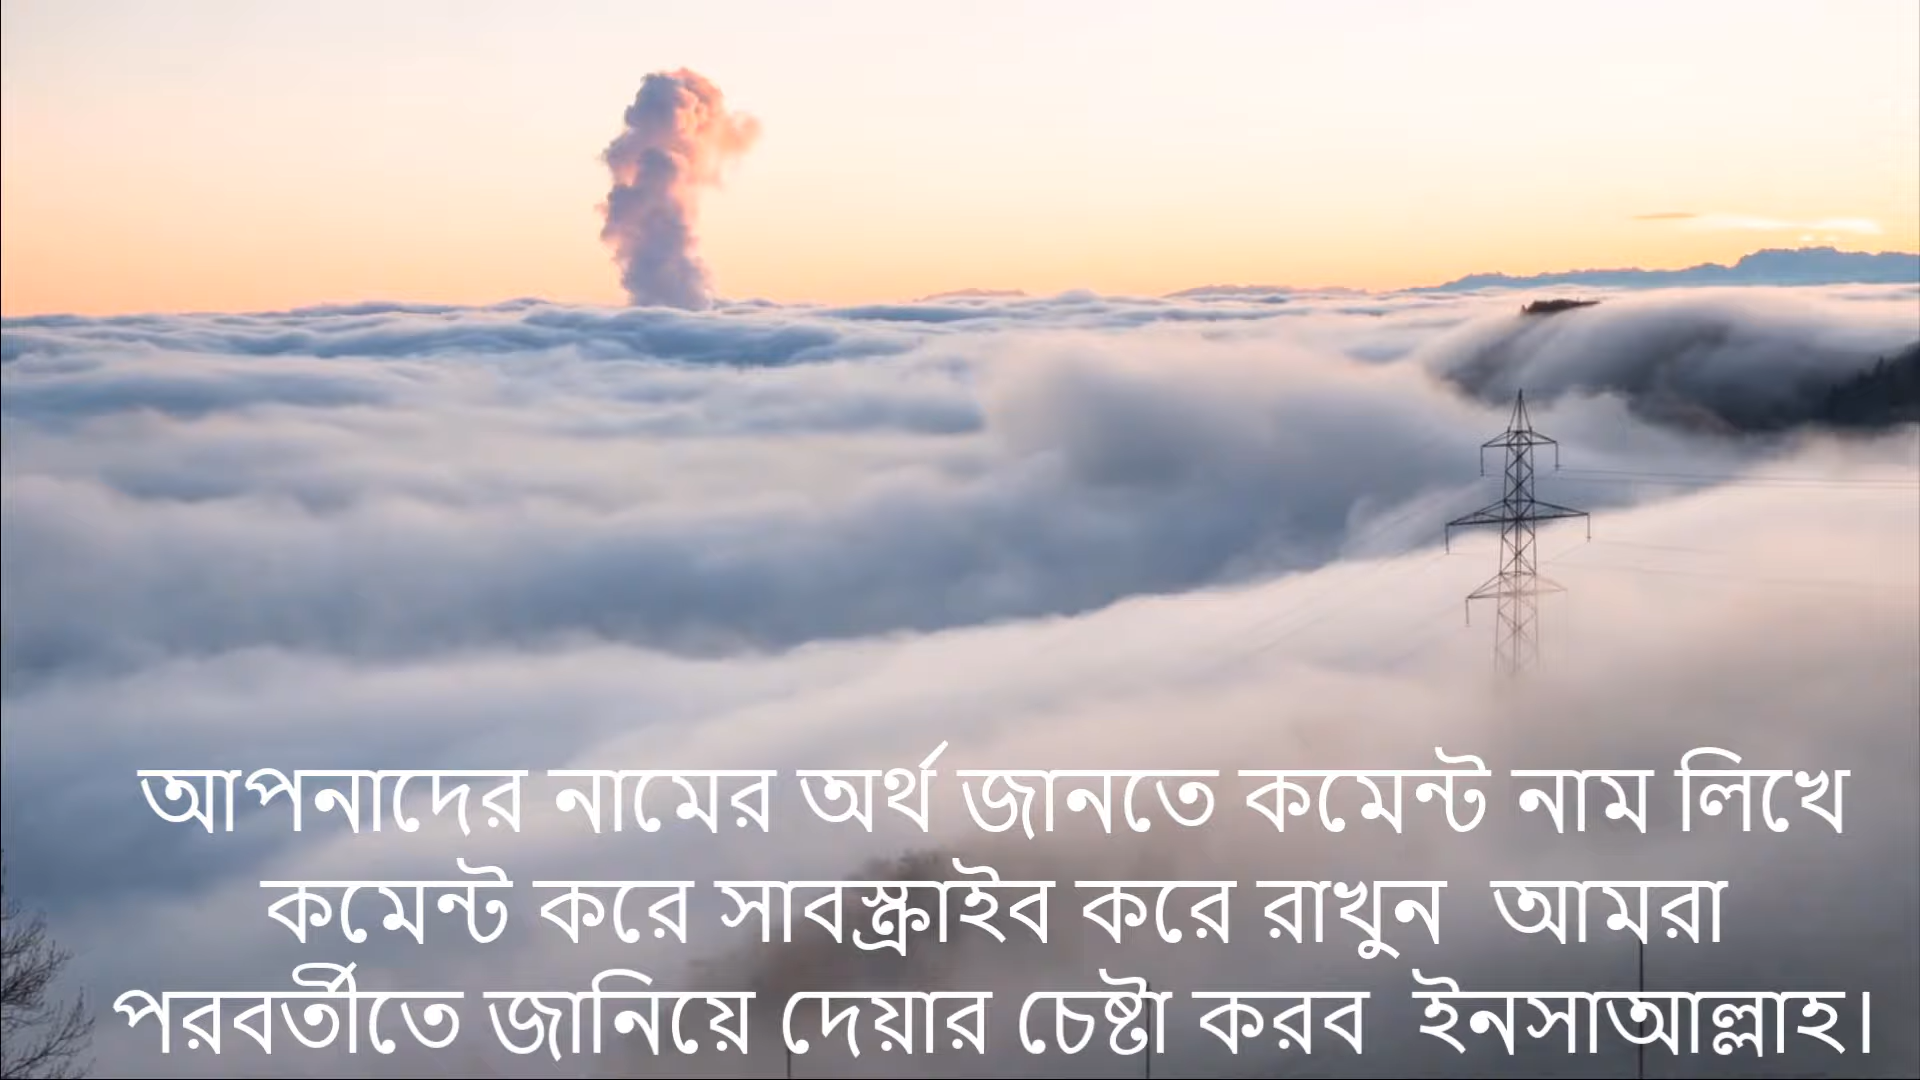 আপনাদের নামের অর্থ জানতে কমেন্ট নাম লিখে
কমেন্ট করে সাবস্ক্রাইব করে রাখুন আমরা
পরবর্তীতে জানিয়ে দেয়ার চেষ্টা করব ইনসাআল্লাহ।